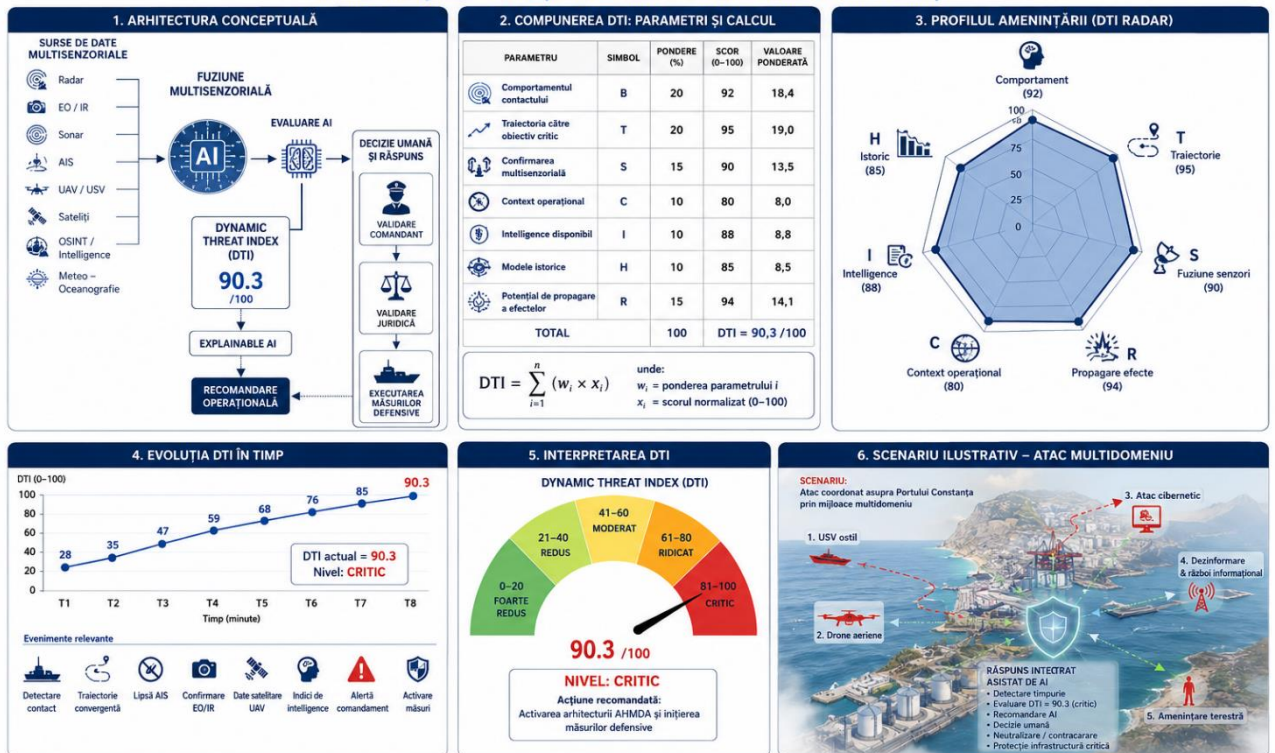 1. ARHITECTURA CONCEPTUALĂ
SURSE DE DATE
MULTISENZORIALE
Radar
EO / IR
Sonar
AIS
UAV / USV
Sateliți
OSINT /
Intelligence
Meteo –
Oceanografie
FUZIUNE
MULTISENZORIALĂ
AI
EVALUARE AI
DYNAMIC
THREAT INDEX
(DTI)
90.3
/100
EXPLAINABLE AI
RECOMANDARE
OPERAȚIONALĂ
DECIZIE UMANĂ
ȘI RĂSPUNS
VALIDARE
COMANDANT
VALIDARE
JURIDICĂ
EXECUTAREA
MĂSURILOR
DEFENSIVE
2. COMPUNEREA DTI: PARAMETRI ȘI CALCUL
PARAMETRU SIMBOL PONDERE (%) SCOR (0–100) VALOARE PONDERATĂ
Comportamentul contactului B 20 92 18,4
Traiectoria către obiectiv critic T 20 95 19,0
Confirmarea multisenzorială S 15 90 13,5
Context operațional C 10 80 8,0
Intelligence disponibil I 10 88 8,8
Modele istorice H 10 85 8,5
Potențial de propagare a efectelor R 15 94 14,1
TOTAL 100 DTI = 90,3 /100
DTI = ∑ⁿᵢ₌₁ (wᵢ × xᵢ)
unde:
wᵢ = ponderea parametrului i
xᵢ = scorul normalizat (0–100)
3. PROFILUL AMENINȚĂRII (DTI RADAR)
Comportament
(92)
T
Traiectorie
(95)
S
Fuziune senzori
(90)
R
Propagare efecte
(94)
C
Context operațional
(80)
I
Intelligence
(88)
H
Istoric
(85)
100
75
50
25
0
4. EVOLUȚIA DTI ÎN TIMP
DTI (0–100)
100
80
60
40
20
0
28 35 47 59 68 76 85 90.3
DTI actual = 90.3
Nivel: CRITIC
T1 T2 T3 T4 T5 T6 T7 T8
Timp (minute)
Evenimente relevante
Detectare
contact
Traiectorie
convergentă
Lipsă AIS
Confirmare
EO/IR
Date satelitare
UAV
Indici de
intelligence
Alertă
comandament
Activare
măsuri
5. INTERPRETAREA DTI
DYNAMIC THREAT INDEX (DTI)
0–20
FOARTE
REDUS
21–40
REDUS
41–60
MODERAT
61–80
RIDICAT
81–100
CRITIC
90.3 /100
NIVEL: CRITIC
Acțiune recomandată:
Activarea arhitecturii AHMDA și inițierea
măsurilor defensive
6. SCENARIU ILUSTRATIV – ATAC MULTIDOMENIU
SCENARIU:
Atac coordonat asupra Portului Constanța
prin mijloace multidomeniu
1. USV ostil
2. Drone aeriene
3. Atac cibernetic
4. Dezinformare
& război informațional
5. Amenințare terestră
RĂSPUNS INTEGRAT
ASISTAT DE AI
• Detectare timpurie
• Evaluare DTI = 90.3 (critic)
• Recomandare AI
• Decizie umană
• Neutralizare / contracarare
• Protecție infrastructură critică